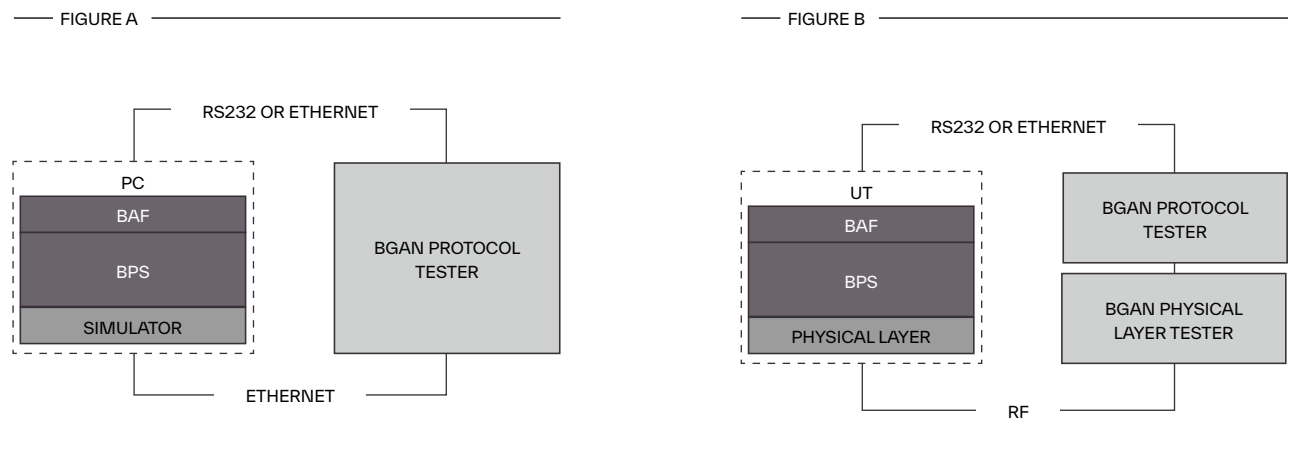 FIGURE A
RS232 OR ETHERNET
PC
BAF
BPS
SIMULATOR
BGAN PROTOCOL
TESTER
ETHERNET
FIGURE B
RS232 OR ETHERNET
UT
BAF
BPS
PHYSICAL LAYER
BGAN PROTOCOL
TESTER
BGAN PHYSICAL
LAYER TESTER
RF